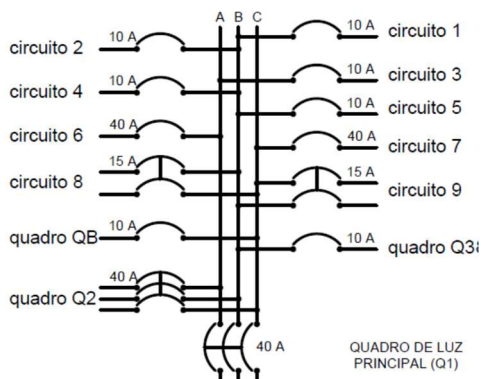 A B C
10 A
circuito 2
10 A
circuito 1
10 A
circuito 4
10 A
circuito 3
10 A
circuito 5
40 A
circuito 6
40 A
circuito 7
15 A
circuito 8
15 A
circuito 9
10 A
quadro QB
10 A
quadro Q3
40 A
quadro Q2
40 A
QUADRO DE LUZ
PRINCIPAL (Q1)